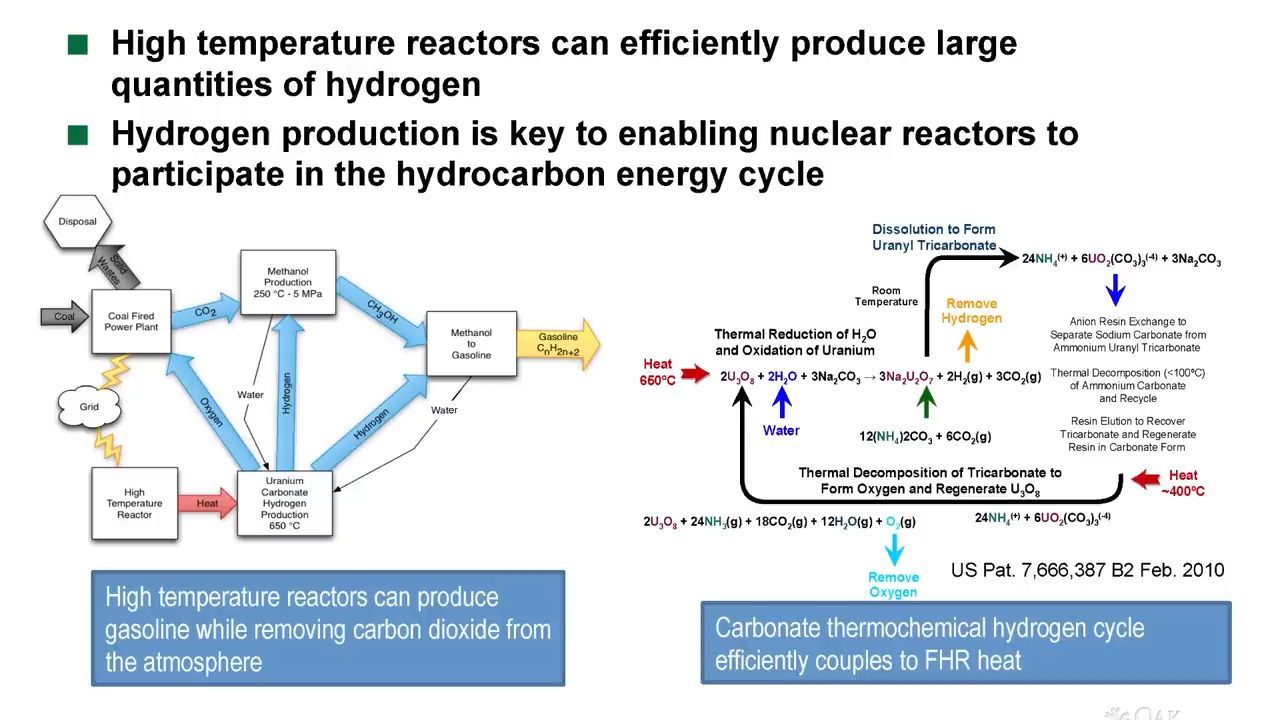 High temperature reactors can efficiently produce large
quantities of hydrogen
Hydrogen production is key to enabling nuclear reactors to
participate in the hydrocarbon energy cycle
Disposal
Solid
Wastes
Coal
Coal Fired
Power Plant
CO2
Methanol
Production
250 °C - 5 MPa
CH3OH
Methanol
to
Gasoline
Gasoline
CnH2n+2
Grid
Oxygen
Water
Hydrogen
Hydrogen
Water
High
Temperature
Reactor
Heat
Uranium
Carbonate
Hydrogen
Production
650 °C
High temperature reactors can produce
gasoline while removing carbon dioxide from
the atmosphere
Dissolution to Form
Uranyl Tricarbonate
24NH4(+) + 6UO2(CO3)3(-4) + 3Na2CO3
Room
Temperature
Remove
Hydrogen
Anion Resin Exchange to
Separate Sodium Carbonate from
Ammonium Uranyl Tricarbonate
Thermal Reduction of H2O
and Oxidation of Uranium
Heat
650ºC
2U3O8 + 2H2O + 3Na2CO3 → 3Na2U2O7 + 2H2(g) + 3CO2(g)
Thermal Decomposition (<100ºC)
of Ammonium Carbonate
and Recycle
Water
12(NH4)2CO3 + 6CO2(g)
Resin Elution to Recover
Tricarbonate and Regenerate
Resin in Carbonate Form
Thermal Decomposition of Tricarbonate to
Form Oxygen and Regenerate U3O8
Heat
~400ºC
2U3O8 + 24NH3(g) + 18CO2(g) + 12H2O(g) + O2(g)
24NH4(+) + 6UO2(CO3)3(-4)
Remove
Oxygen
US Pat. 7,666,387 B2 Feb. 2010
Carbonate thermochemical hydrogen cycle
efficiently couples to FHR heat
OAK